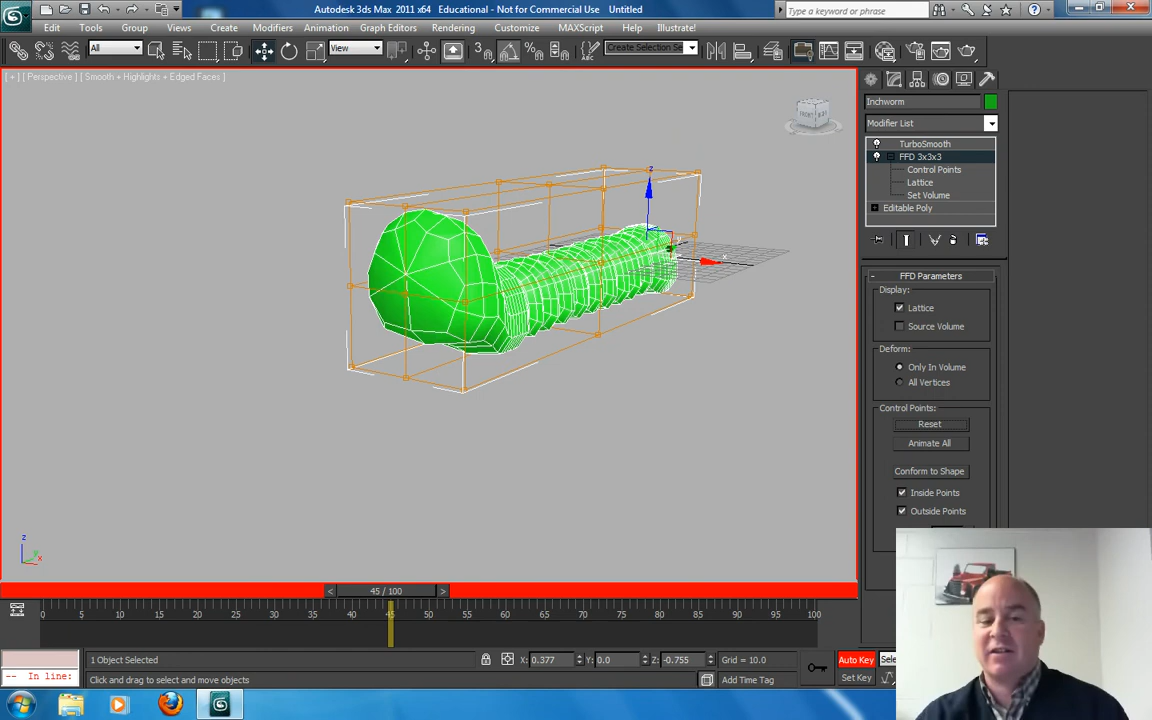 Autodesk 3ds Max 2011 x64 - Educational - Not for Commercial Use Untitled
Type a keyword or phrase
Edit Tools Group Views Create Modifiers Animation Graph Editors Rendering Customize MAXScript Help Illustrate!
All View Create Selection Se
[ + ] [ Perspective ] [ Smooth + Highlights + Edged Faces ]
Inchworm
Modifier List
TurboSmooth
FFD 3x3x3
Control Points
Lattice
Set Volume
Editable Poly
FFD Parameters
Display:
Lattice
Source Volume
Deform:
Only In Volume
All Vertices
Control Points:
Reset
Animate All
Conform to Shape
Inside Points
Outside Points
z
x
z
y
x
< 45 / 100 >
0 5 10 15 20 25 30 35 40 45 50 55 60 65 70 75 80 85 90 95 100
1 Object Selected X: 0.377 Y: 0.0 Z: -0.755 Grid = 10.0 Auto Key Sele
-- In line: Click and drag to select and move objects Add Time Tag Set Key